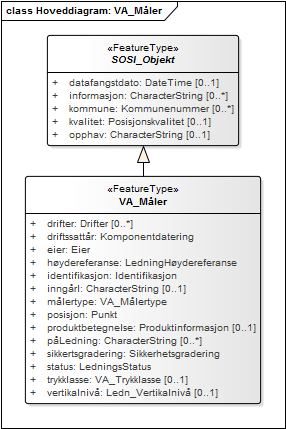 class Hoveddiagram: VA_Måler
«FeatureType»
SOSI_Objekt
+ datafangstdato: DateTime [0..1]
+ informasjon: CharacterString [0..*]
+ kommune: Kommunenummer [0..*]
+ kvalitet: Posisjonskvalitet [0..1]
+ opphav: CharacterString [0..1]
«FeatureType»
VA_Måler
+ drifter: Drifter [0..*]
+ driftssattår: Komponentdatering
+ eier: Eier
+ høydereferanse: LedningHøydereferanse
+ identifikasjon: Identifikasjon
+ inngårI: CharacterString [0..1]
+ målertype: VA_Målertype
+ posisjon: Punkt
+ produktbetegnelse: Produktinformasjon [0..1]
+ påLedning: CharacterString [0..*]
+ sikkertsgradering: Sikkerhetsgradering
+ status: LedningsStatus
+ trykklasse: VA_Trykklasse [0..1]
+ vertikalnivå: Ledn_Vertikalnivå [0..1]